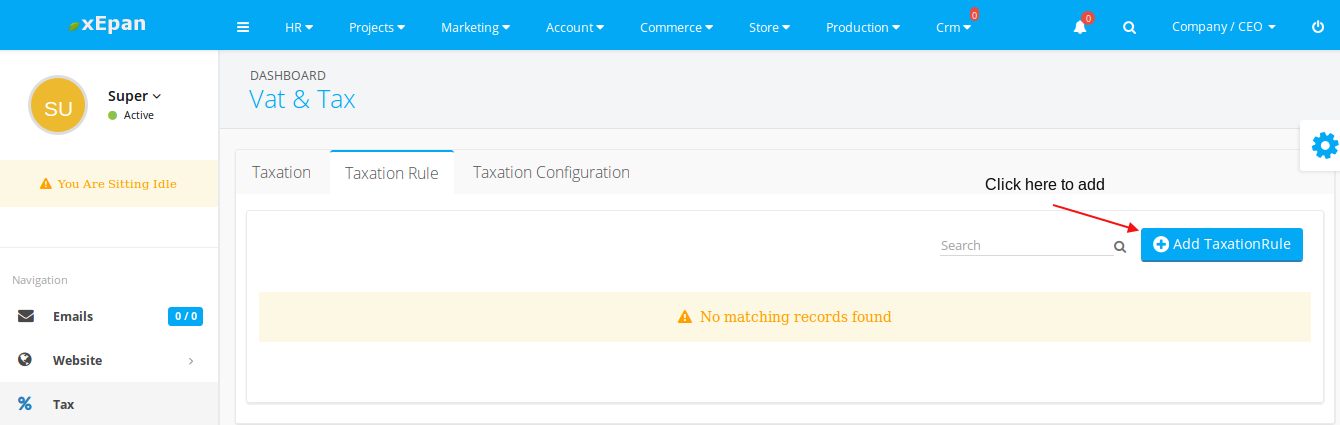 xEpan
HR
Projects
Marketing
Account
Commerce
Store
Production
Crm
0
0
Company / CEO
SU
Super
Active
You Are Sitting Idle
Navigation
Emails
0 / 0
Website
Tax
DASHBOARD
Vat & Tax
Taxation
Taxation Rule
Taxation Configuration
Click here to add
Search
Add TaxationRule
No matching records found